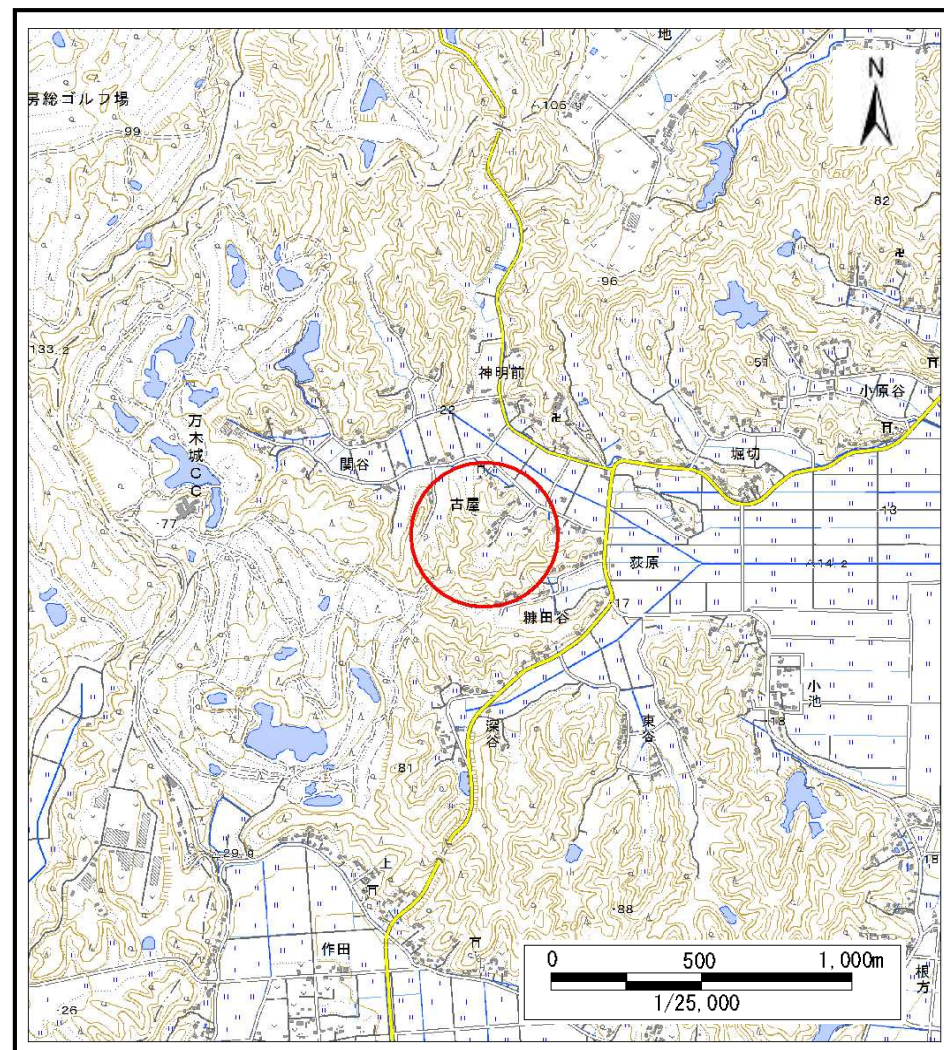 地
房総ゴルフ場
99
N
82
96
133.2
51
神明前
小原谷
22
万木城CC
関谷
堀切
古屋
13
77
荻原
14.2
糠田谷
17
小池
深谷
東谷
18
81
29.9
上
88
作田
26
根方
18
0 500 1,000m
1/25,000